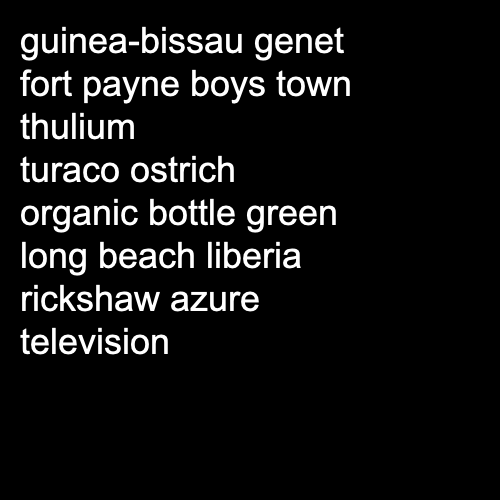 guinea-bissau genet
fort payne boys town
thulium
turaco ostrich
organic bottle green
long beach liberia
rickshaw azure
television